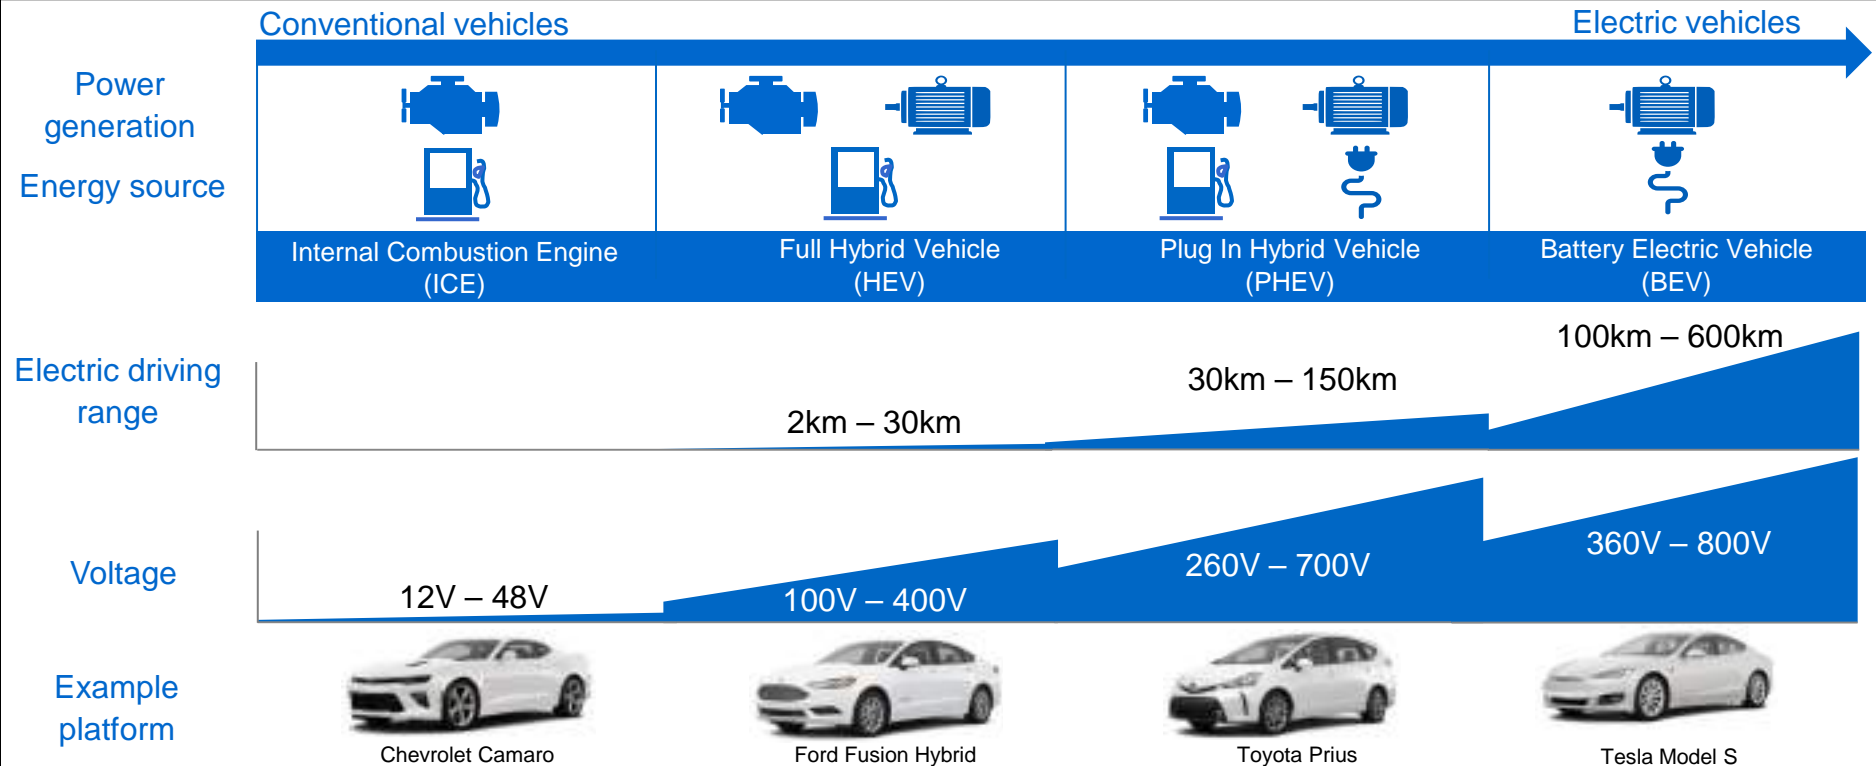 Conventional vehicles
Electric vehicles
Power
generation
Energy source
Internal Combustion Engine
(ICE)
Full Hybrid Vehicle
(HEV)
Plug In Hybrid Vehicle
(PHEV)
Battery Electric Vehicle
(BEV)
Electric driving
range
2km – 30km
30km – 150km
100km – 600km
Voltage
12V – 48V
100V – 400V
260V – 700V
360V – 800V
Example
platform
Chevrolet Camaro
Ford Fusion Hybrid
Toyota Prius
Tesla Model S